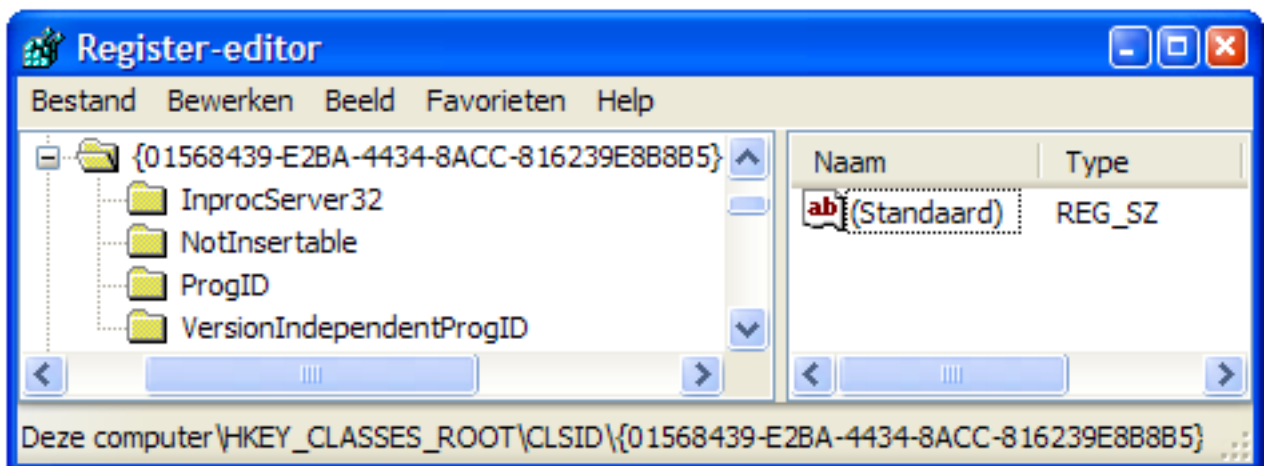 Register-editor
Bestand Bewerken Beeld Favorieten Help
{01568439-E2BA-4434-8ACC-816239E8B8B5}
InprocServer32
NotInsertable
ProgID
VersionIndependentProgID
Naam Type
ab (Standaard) REG_SZ
Deze computer\HKEY_CLASSES_ROOT\CLSID\{01568439-E2BA-4434-8ACC-816239E8B8B5}